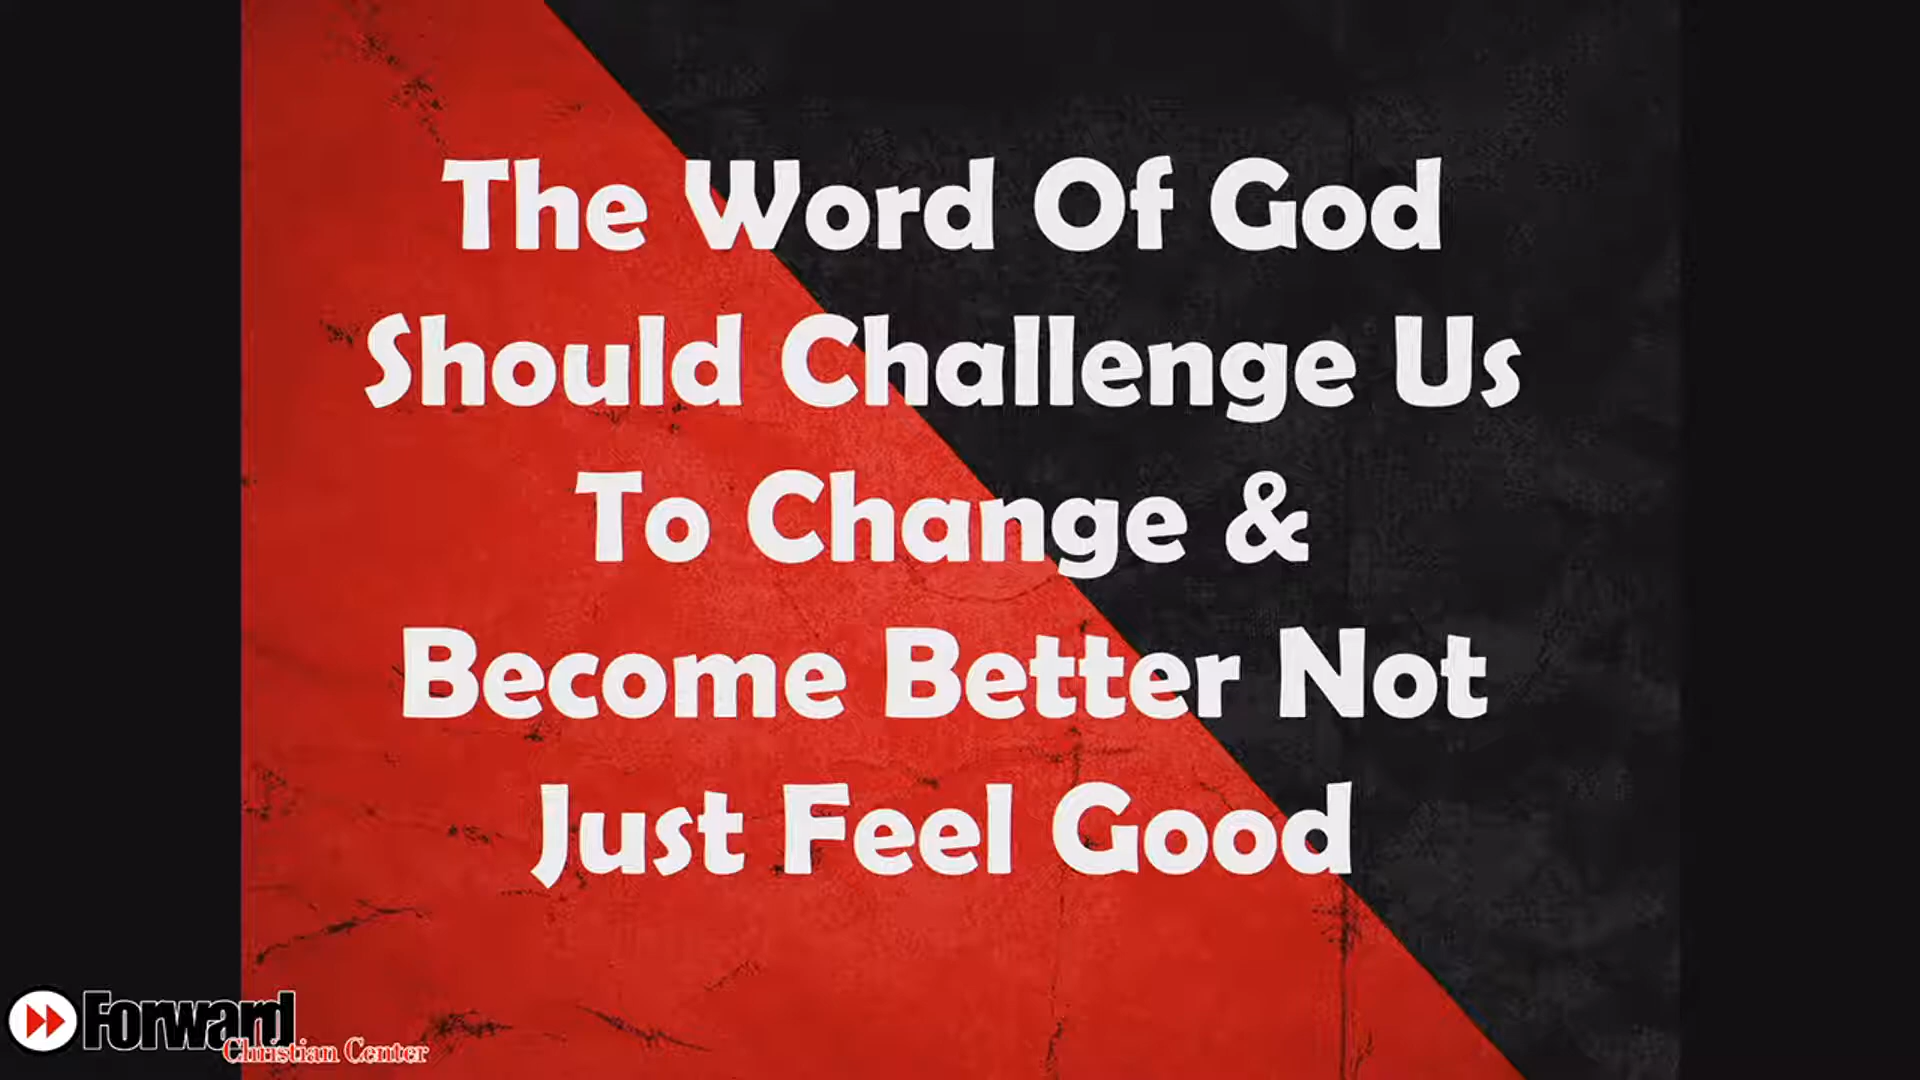 The Word Of God
Should Challenge Us
To Change &
Become Better Not
Just Feel Good
Forward
Christian Center